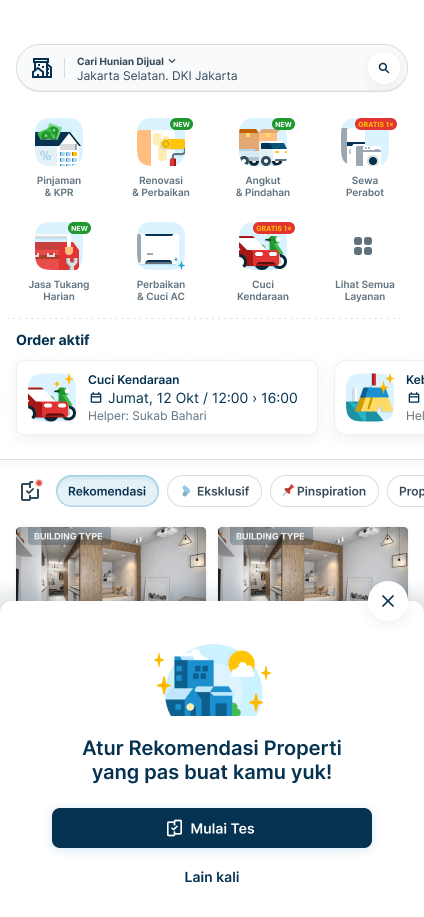 Cari Hunian Dijual
Jakarta Selatan. DKI Jakarta
NEW
NEW
GRATIS 1×
Pinjaman
& KPR
Renovasi
& Perbaikan
Angkut
& Pindahan
Sewa
Perabot
NEW
GRATIS 1×
Jasa Tukang
Harian
Perbaikan
& Cuci AC
Cuci
Kendaraan
Lihat Semua
Layanan
Order aktif
Cuci Kendaraan
Jumat, 12 Okt / 12:00 › 16:00
Helper: Sukab Bahari
Keb
Hel
Rekomendasi
Eksklusif
Pinspiration
Prop
BUILDING TYPE
BUILDING TYPE
Atur Rekomendasi Properti
yang pas buat kamu yuk!
Mulai Tes
Lain kali